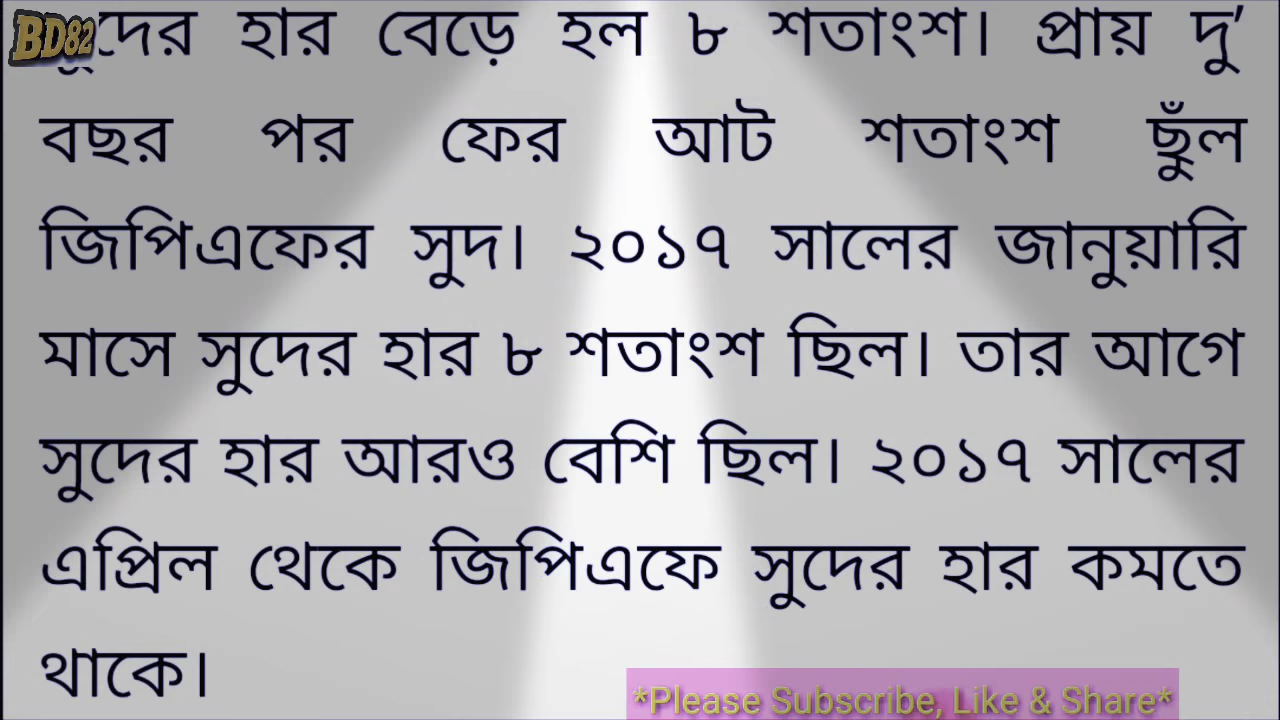 BD82
সুদের হার বেড়ে হল ৮ শতাংশ। প্রায় দু’
বছর পর ফের আট শতাংশ ছুঁল
জিপিএফের সুদ। ২০১৭ সালের জানুয়ারি
মাসে সুদের হার ৮ শতাংশ ছিল। তার আগে
সুদের হার আরও বেশি ছিল। ২০১৭ সালের
এপ্রিল থেকে জিপিএফে সুদের হার কমতে
থাকে।
*Please Subscribe, Like & Share*